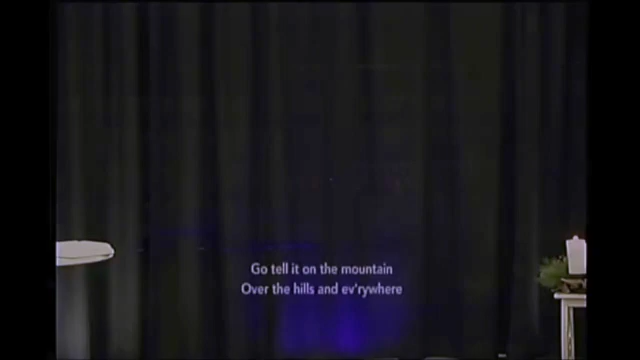 Go tell it on the mountain
Over the hills and ev'rywhere